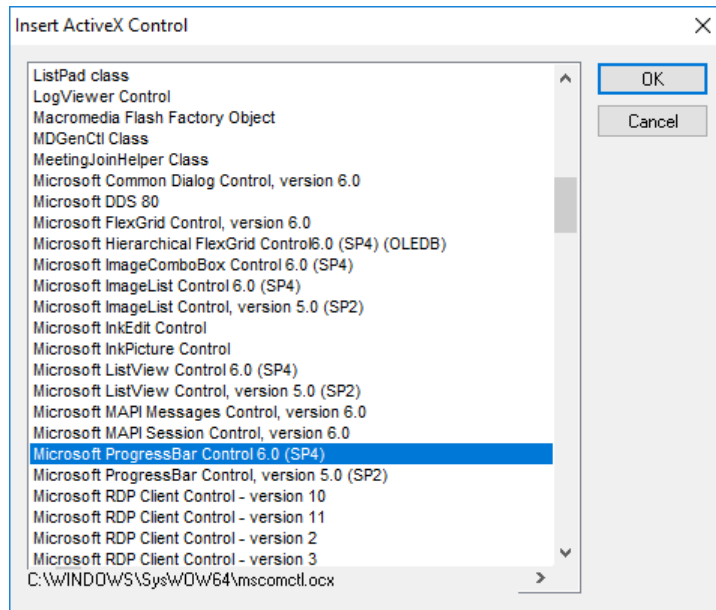 Insert ActiveX Control
ListPad class
LogViewer Control
Macromedia Flash Factory Object
MDGenCtl Class
MeetingJoinHelper Class
Microsoft Common Dialog Control, version 6.0
Microsoft DDS 80
Microsoft FlexGrid Control, version 6.0
Microsoft Hierarchical FlexGrid Control6.0 (SP4) (OLEDB)
Microsoft ImageComboBox Control 6.0 (SP4)
Microsoft ImageList Control 6.0 (SP4)
Microsoft ImageList Control, version 5.0 (SP2)
Microsoft InkEdit Control
Microsoft InkPicture Control
Microsoft ListView Control 6.0 (SP4)
Microsoft ListView Control, version 5.0 (SP2)
Microsoft MAPI Messages Control, version 6.0
Microsoft MAPI Session Control, version 6.0
Microsoft ProgressBar Control 6.0 (SP4)
Microsoft ProgressBar Control, version 5.0 (SP2)
Microsoft RDP Client Control - version 10
Microsoft RDP Client Control - version 11
Microsoft RDP Client Control - version 2
Microsoft RDP Client Control - version 3
C:\WINDOWS\SysWOW64\mscomctl.ocx
OK
Cancel